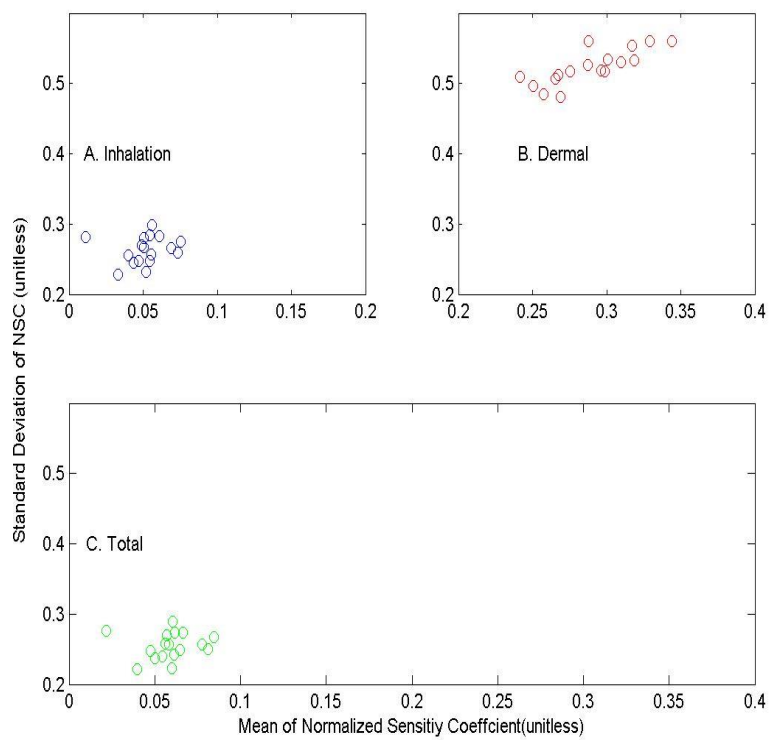 0.5
0.4
0.3
0.2
A. Inhalation
0 0.05 0.1 0.15 0.2
0.5
0.4
0.3
0.2
B. Dermal
0.2 0.25 0.3 0.35 0.4
Standard Deviation of NSC (unitless)
0.5
0.4
0.3
0.2
C. Total
0 0.05 0.1 0.15 0.2 0.25 0.3 0.35 0.4
Mean of Normalized Sensitiy Coeffcient(unitless)